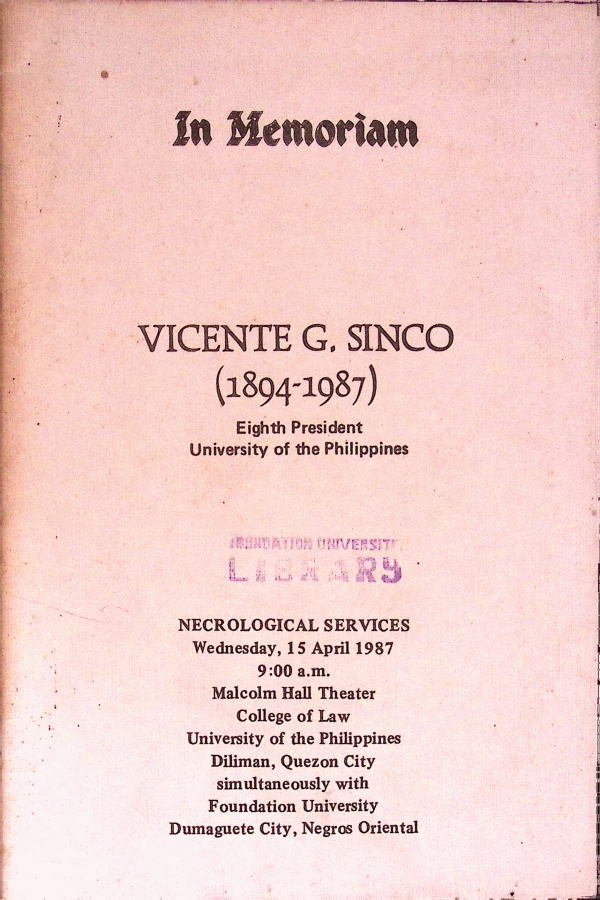 In Memoriam
VICENTE G. SINCO
(1894-1987)
Eighth President
University of the Philippines
FOUNDATION UNIVERSITY
LIBRARY
NECROLOGICAL SERVICES
Wednesday, 15 April 1987
9:00 a.m.
Malcolm Hall Theater
College of Law
University of the Philippines
Diliman, Quezon City
simultaneously with
Foundation University
Dumaguete City, Negros Oriental